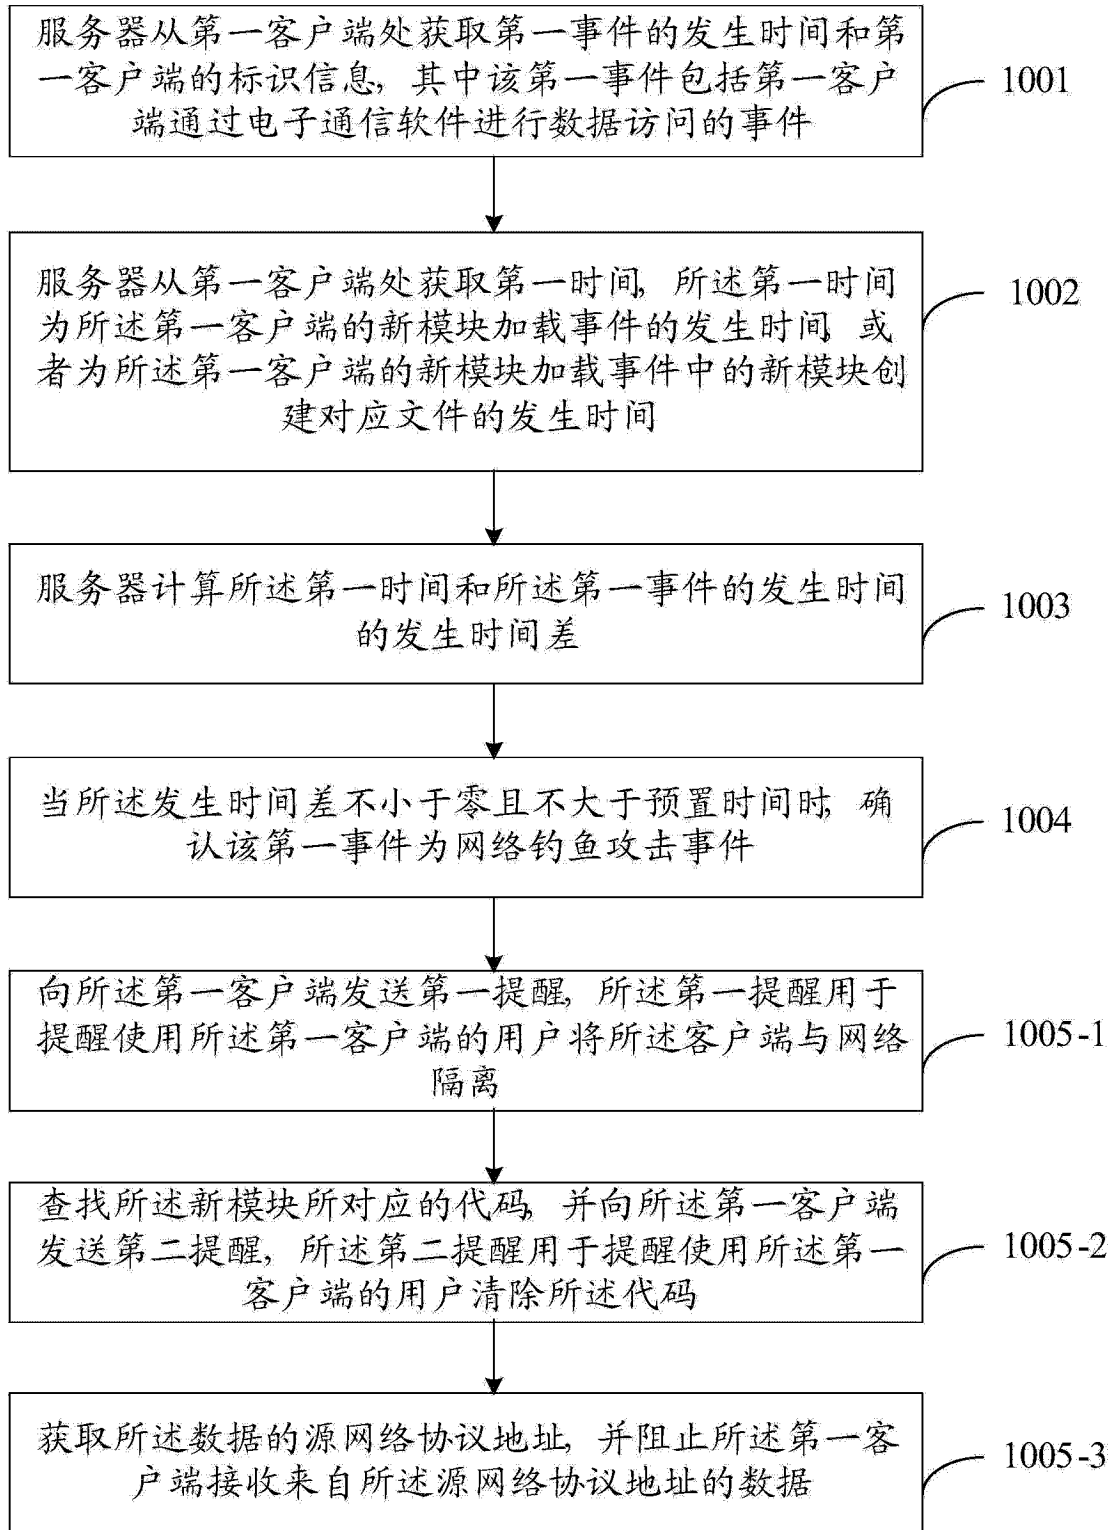 服务器从第一客户端处获取第一事件的发生时间和第
一客户端的标识信息,其中该第一事件包括第一客户
端通过电子通信软件进行数据访问的事件
1001
服务器从第一客户端处获取第一时间,所述第一时间
为所述第一客户端的新模块加载事件的发生时间,或
者为所述第一客户端的新模块加载事件中的新模块创
建对应文件的发生时间
1002
服务器计算所述第一时间和所述第一事件的发生时间
的发生时间差
1003
当所述发生时间差不小于零且不大于预置时间时,确
认该第一事件为网络钓鱼攻击事件
1004
向所述第一客户端发送第一提醒,所述第一提醒用于
提醒使用所述第一客户端的用户将所述客户端与网络
隔离
1005-1
查找所述新模块所对应的代码,并向所述第一客户端
发送第二提醒,所述第二提醒用于提醒使用所述第一
客户端的用户清除所述代码
1005-2
获取所述数据的源网络协议地址,并阻止所述第一客
户端接收来自所述源网络协议地址的数据
1005-3